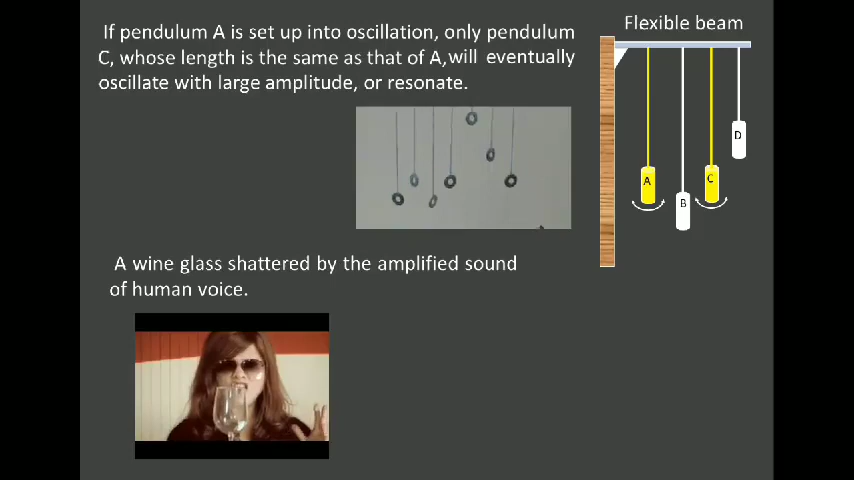 If pendulum A is set up into oscillation, only pendulum
C, whose length is the same as that of A, will eventually
oscillate with large amplitude, or resonate.
Flexible beam
D
A
C
B
A wine glass shattered by the amplified sound
of human voice.